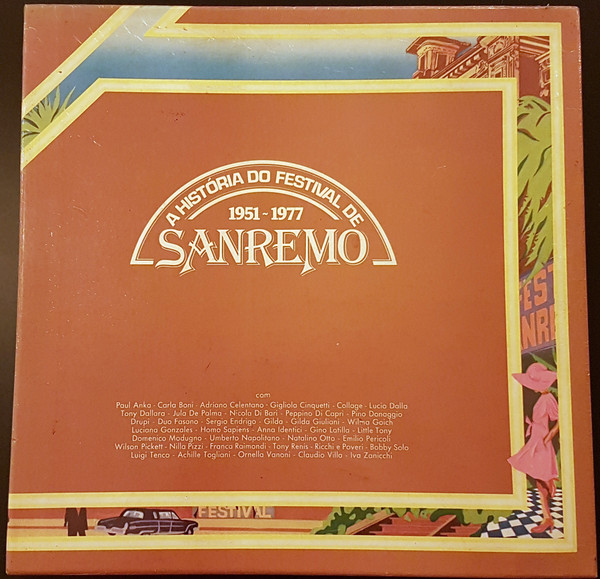 A HISTÓRIA DO FESTIVAL DE
1951-1977
SANREMO
com
Paul Anka - Carla Boni - Adriano Celentano - Gigliola Cinquetti - Collage - Lucio Dalla
Tony Dallara - Jula De Palma - Nicola Di Bari - Peppino Di Capri - Pino Donaggio
Drupi - Duo Fasano - Sergio Endrigo - Gilda - Gilda Giuliani - Wilma Goich
Luciana Gonzales - Homo Sapiens - Anna Identici - Gino Latilla - Little Tony
Domenico Modugno - Umberto Napolitano - Natalino Otto - Emilio Pericoli
Wilson Pickett - Nilla Pizzi - Franca Raimondi - Tony Renis - Ricchi e Poveri - Bobby Solo
Luigi Tenco - Achille Togliani - Ornella Vanoni - Claudio Villa - Iva Zanicchi
FEST
ANRE
FESTIVAL